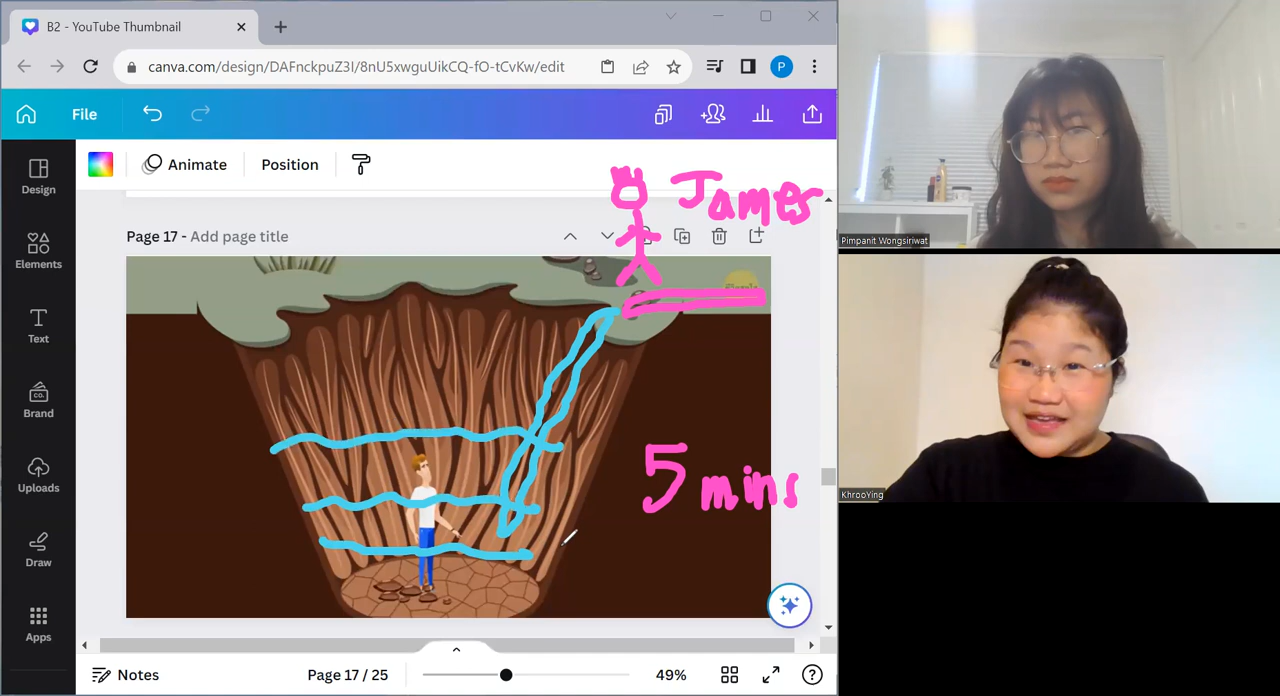 B2 - YouTube Thumbnail
canva.com/design/DAFnckpuZ3I/8nU5xwguUikCQ-fO-tCvKw/edit
P
File
Animate
Position
Design
Elements
Text
CO.
Brand
Uploads
Draw
Apps
Page 17 - Add page title
James
5 mins
Notes
Page 17 / 25
49%
Pimpanit Wongsiriwat
KhrooYing